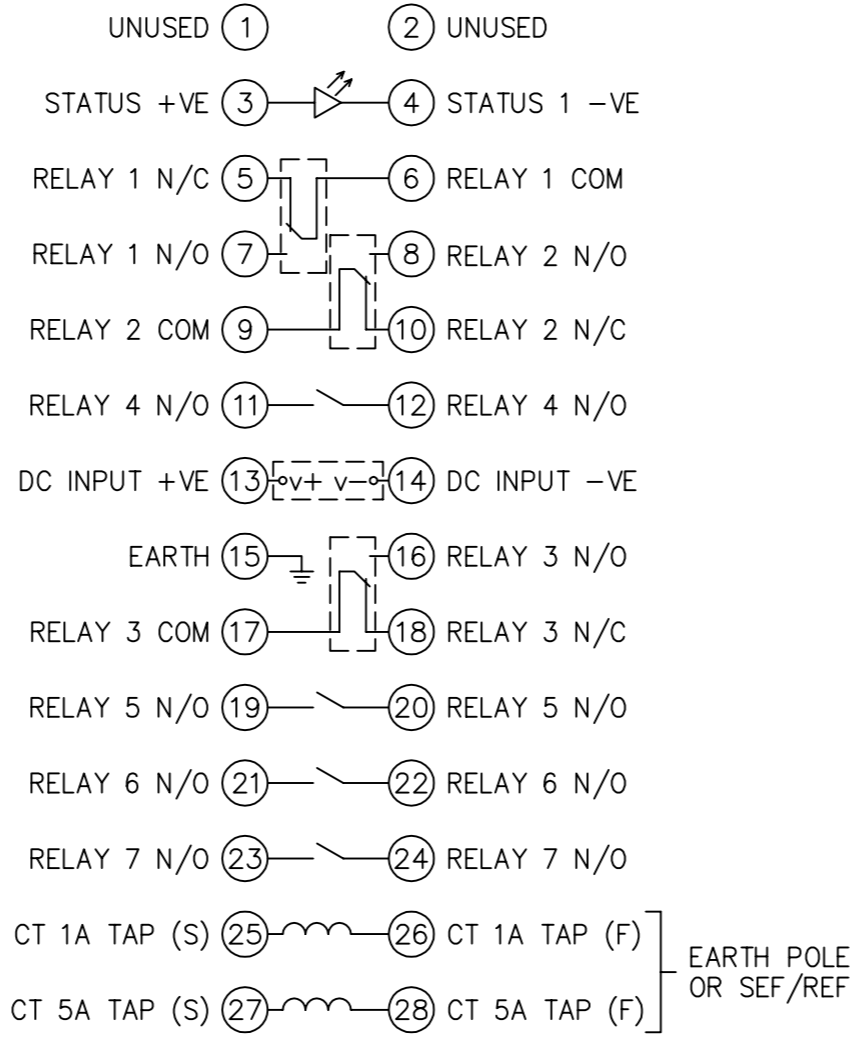 UNUSED 1 2 UNUSED
STATUS +VE 3 4 STATUS 1 −VE
RELAY 1 N/C 5 6 RELAY 1 COM
RELAY 1 N/O 7 8 RELAY 2 N/O
RELAY 2 COM 9 10 RELAY 2 N/C
RELAY 4 N/O 11 12 RELAY 4 N/O
DC INPUT +VE 13 V+ V− 14 DC INPUT −VE
EARTH 15 16 RELAY 3 N/O
RELAY 3 COM 17 18 RELAY 3 N/C
RELAY 5 N/O 19 20 RELAY 5 N/O
RELAY 6 N/O 21 22 RELAY 6 N/O
RELAY 7 N/O 23 24 RELAY 7 N/O
CT 1A TAP (S) 25 26 CT 1A TAP (F)
CT 5A TAP (S) 27 28 CT 5A TAP (F)
EARTH POLE
OR SEF/REF